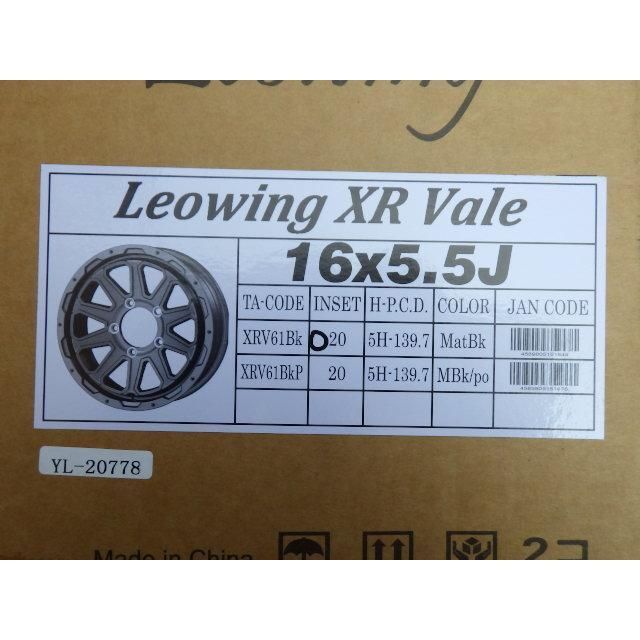 Leowing
Leowing XR Vale
16x5.5J
TA-CODE INSET H-P.C.D. COLOR JAN CODE
XRV61Bk 20 5H-139.7 MatBk
XRV61BkP 20 5H-139.7 MBk/po
YL-20778
Made in China
2コ